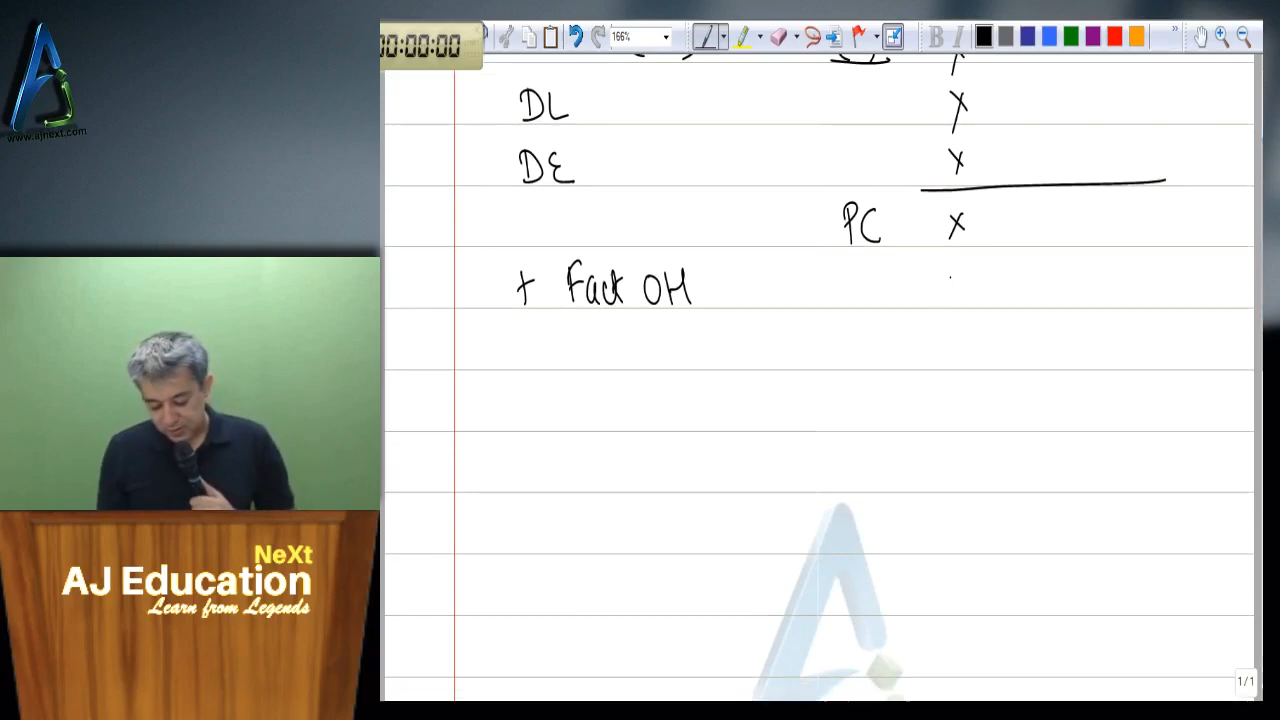 www.ajnext.com
00:00:00
166%
B I
DL X
DE X
PC X
+ Fact OH
1/1
NeXt
AJ Education
Learn from Legends